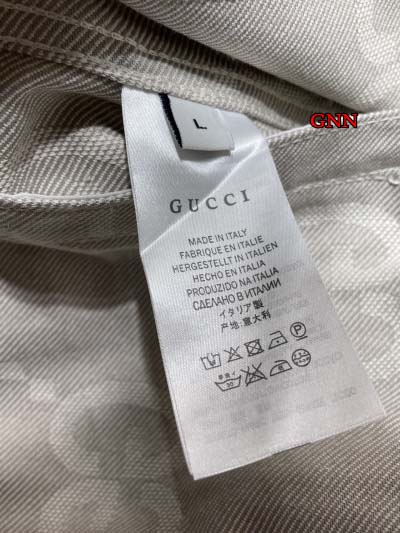 GNN
L
GUCCI
MADE IN ITALY
FABRIQUE EN ITALIE
HERGESTELLT IN ITALIEN
HECHO EN ITALIA
PRODUZIDO NA ITALIA
СДЕЛАНО В ИТАЛИИ
イタリア製
产地:意大利